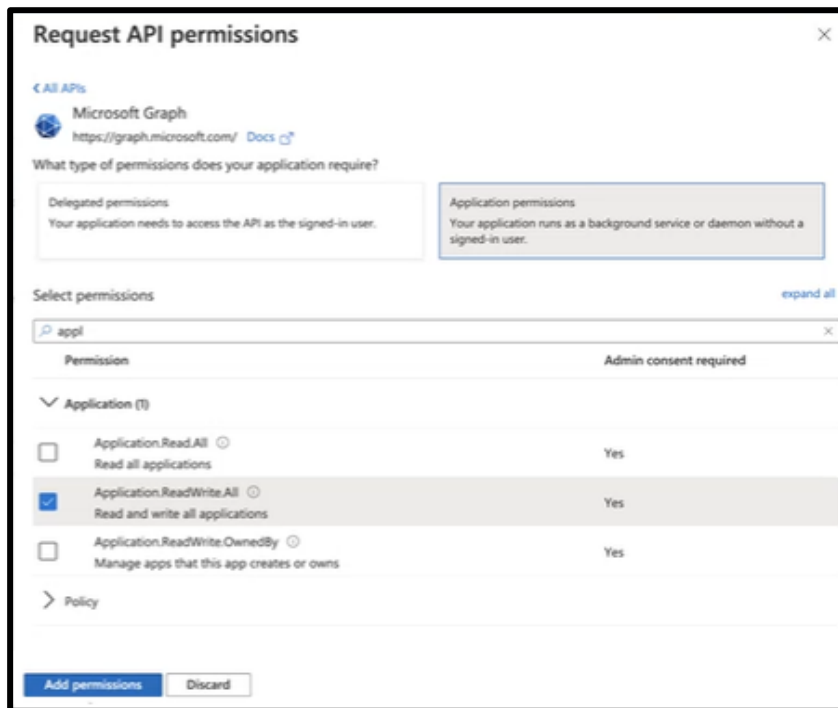 Request API permissions
All APIs
Microsoft Graph
https://graph.microsoft.com/ Docs
What type of permissions does your application require?
Delegated permissions
Your application needs to access the API as the signed-in user.
Application permissions
Your application runs as a background service or daemon without a
signed-in user.
Select permissions
expand all
appl
Permission
Admin consent required
Application (1)
Application.Read.All
Read all applications
Yes
Application.ReadWrite.All
Read and write all applications
Yes
Application.ReadWrite.OwnedBy
Manage apps that this app creates or owns
Yes
Policy
Add permissions
Discard